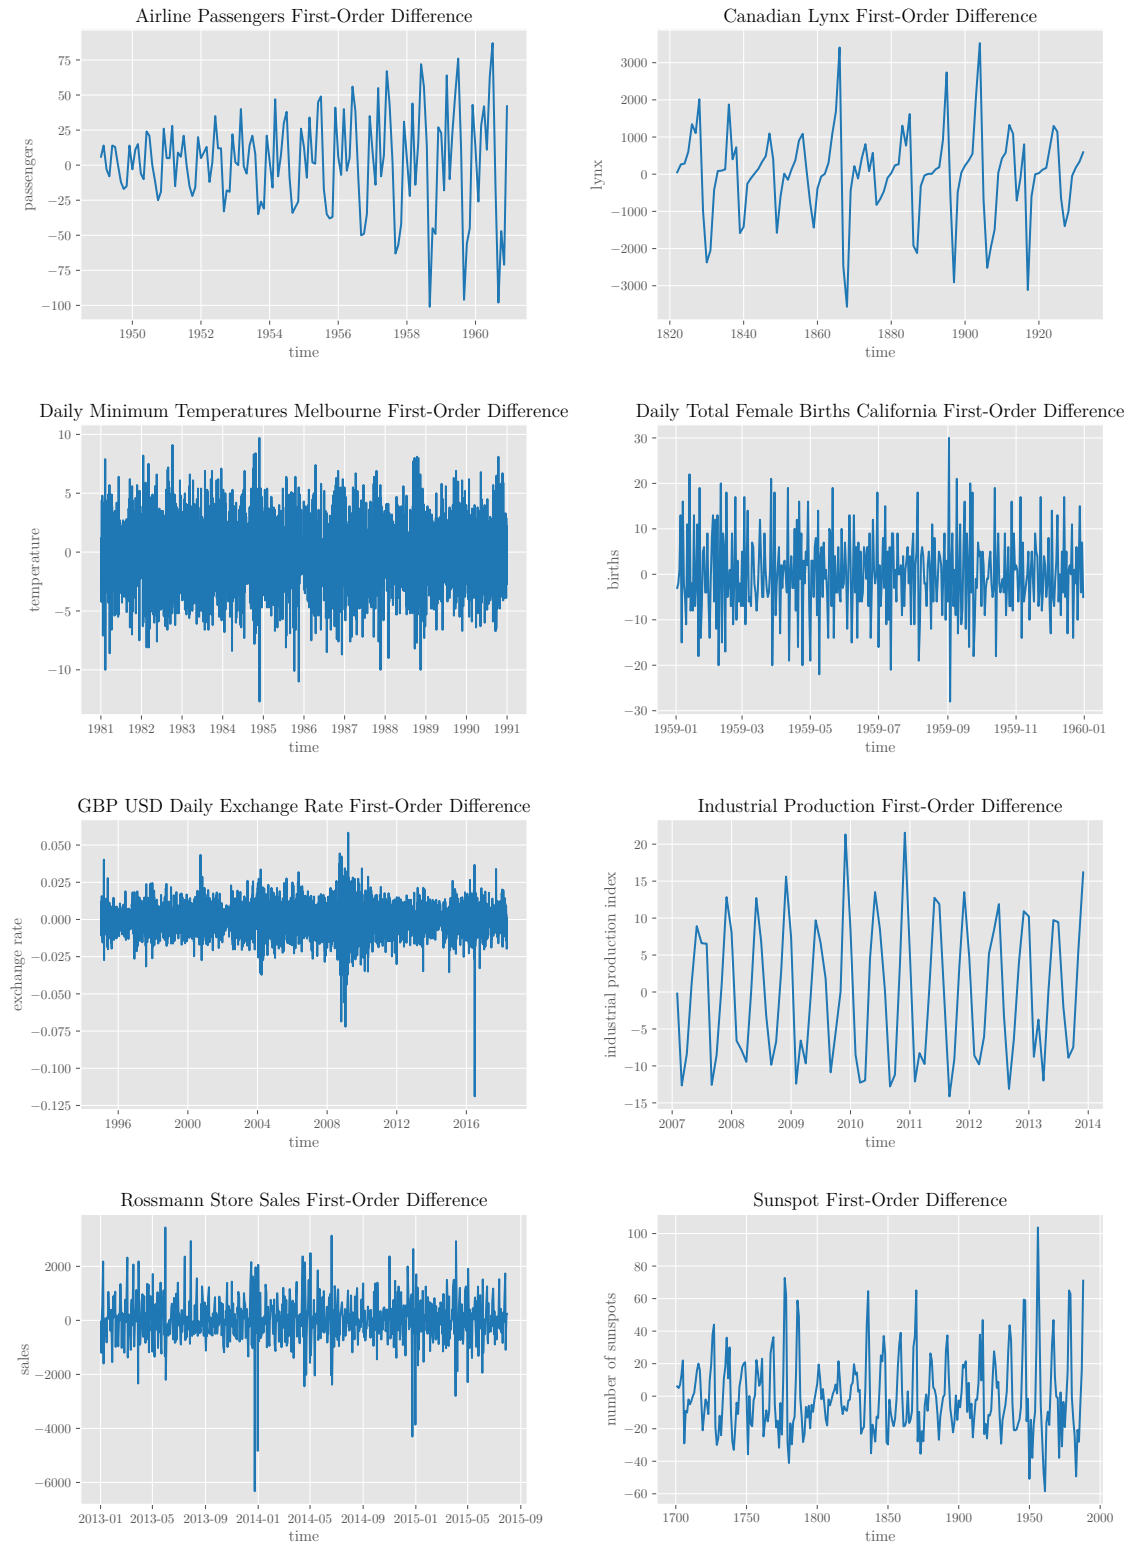 Airline Passengers First-Order Difference
passengers
75
50
25
0
−25
−50
−75
−100
1950 1952 1954 1956 1958 1960
time
Canadian Lynx First-Order Difference
lynx
3000
2000
1000
0
−1000
−2000
−3000
1820 1840 1860 1880 1900 1920
time
Daily Minimum Temperatures Melbourne First-Order Difference
temperature
10
5
0
−5
−10
1981 1982 1983 1984 1985 1986 1987 1988 1989 1990 1991
time
Daily Total Female Births California First-Order Difference
births
30
20
10
0
−10
−20
−30
1959-01 1959-03 1959-05 1959-07 1959-09 1959-11 1960-01
time
GBP USD Daily Exchange Rate First-Order Difference
exchange rate
0.050
0.025
0.000
−0.025
−0.050
−0.075
−0.100
−0.125
1996 2000 2004 2008 2012 2016
time
Industrial Production First-Order Difference
industrial production index
20
15
10
5
0
−5
−10
−15
2007 2008 2009 2010 2011 2012 2013 2014
time
Rossmann Store Sales First-Order Difference
sales
2000
0
−2000
−4000
−6000
2013-01 2013-05 2013-09 2014-01 2014-05 2014-09 2015-01 2015-05 2015-09
time
Sunspot First-Order Difference
number of sunspots
100
80
60
40
20
0
−20
−40
−60
1700 1750 1800 1850 1900 1950 2000
time